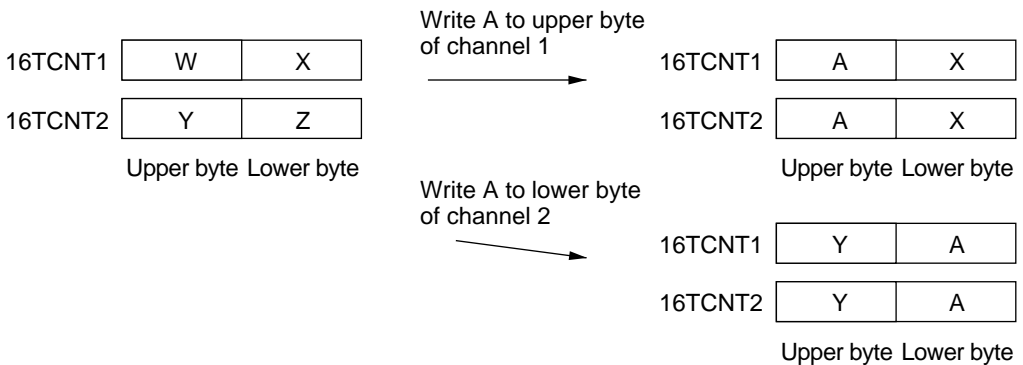 Write A to upper byte
of channel 1
16TCNT1 W X
16TCNT2 Y Z
Upper byte Lower byte
16TCNT1 A X
16TCNT2 A X
Upper byte Lower byte
Write A to lower byte
of channel 2
16TCNT1 Y A
16TCNT2 Y A
Upper byte Lower byte